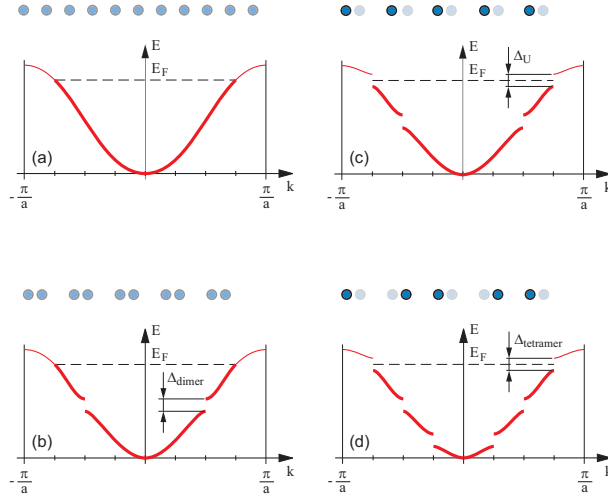 E
E_F
(a)
k
-π/a
π/a
E
E_F
Δ_U
(c)
k
-π/a
π/a
E
E_F
Δ_dimer
(b)
k
-π/a
π/a
E
E_F
Δ_tetramer
(d)
k
-π/a
π/a